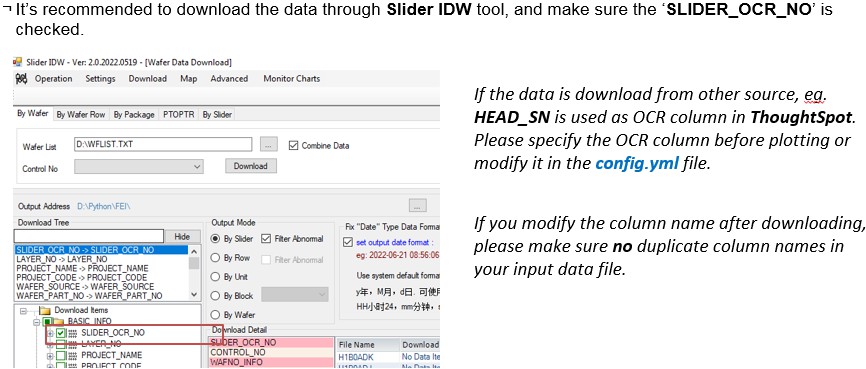 ¬ It's recommended to download the data through Slider IDW tool, and make sure the 'SLIDER_OCR_NO' is
checked.
Slider IDW - Ver: 2.0.2022.0519 - [Wafer Data Download]
Operation Settings Download Map Advanced Monitor Charts
By Wafer By Wafer Row By Package PTOPTR By Slider
Wafer List D:\WFLIST.TXT ... Combine Data
Control No Download
Output Address D:\Python\FEI\ ...
Download Tree
Hide
SLIDER_OCR_NO -> SLIDER_OCR_NO
LAYER_NO -> LAYER_NO
PROJECT_NAME -> PROJECT_NAME
PROJECT_CODE -> PROJECT_CODE
WAFER_SOURCE -> WAFER_SOURCE
WAFER_PART_NO -> WAFER_PART_NO
Download Items
BASIC_INFO
SLIDER_OCR_NO
LAYER_NO
PROJECT_NAME
PROJECT_CODE
Output Mode
By Slider Filter Abnormal
By Row Filter Abnormal
By Unit
By Block
By Wafer
Fix "Date" Type Data Forma
set output date format :
eg: 2022-06-21 08:56:06
Use system default forma
y年, M月, d日. 可使F
HH小时24, mm分钟,
Download Detail
SLIDER_OCR_NO
CONTROL_NO
WAFNO_INFO
File Name Download
H1B0ADK No Data Ite
No Data Ite
If the data is download from other source, eg.
HEAD_SN is used as OCR column in ThoughtSpot.
Please specify the OCR column before plotting or
modify it in the config.yml file.
If you modify the column name after downloading,
please make sure no duplicate column names in
your input data file.